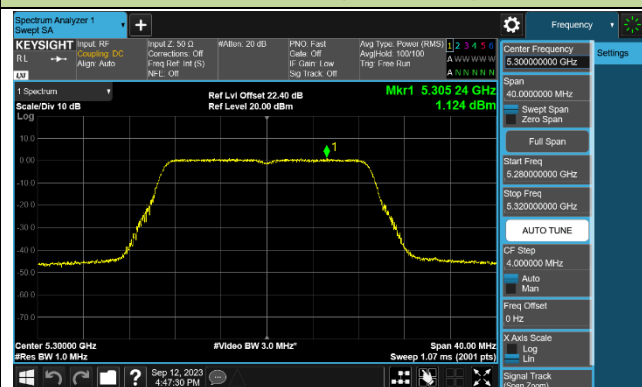 Spectrum Analyzer 1
Swept SA
Frequency
KEYSIGHT
RL
LXI
Input: RF
Coupling: DC
Align: Auto
Input Z: 50 Ω
Corrections: Off
Freq Ref: Int (S)
NFE: Off
#Atten: 20 dB
PNO: Fast
Gate: Off
IF Gain: Low
Sig Track: Off
Avg Type: Power (RMS)
Avg|Hold: 100/100
Trig: Free Run
1 2 3 4 5 6
A W W W W W
A N N N N N
1 Spectrum
Scale/Div 10 dB
Log
Ref Lvl Offset 22.40 dB
Ref Level 20.00 dBm
Mkr1 5.305 24 GHz
1.124 dBm
1
10.0
0.00
-10.0
-20.0
-30.0
-40.0
-50.0
-60.0
-70.0
Center 5.30000 GHz
#Res BW 1.0 MHz
#Video BW 3.0 MHz*
Span 40.00 MHz
Sweep 1.07 ms (2001 pts)
Center Frequency
5.300000000 GHz
Span
40.0000000 MHz
Swept Span
Zero Span
Full Span
Start Freq
5.280000000 GHz
Stop Freq
5.320000000 GHz
AUTO TUNE
CF Step
4.000000 MHz
Auto
Man
Freq Offset
0 Hz
X Axis Scale
Log
Lin
Signal Track
(Span Zoom)
Settings
Sep 12, 2023
4:47:30 PM